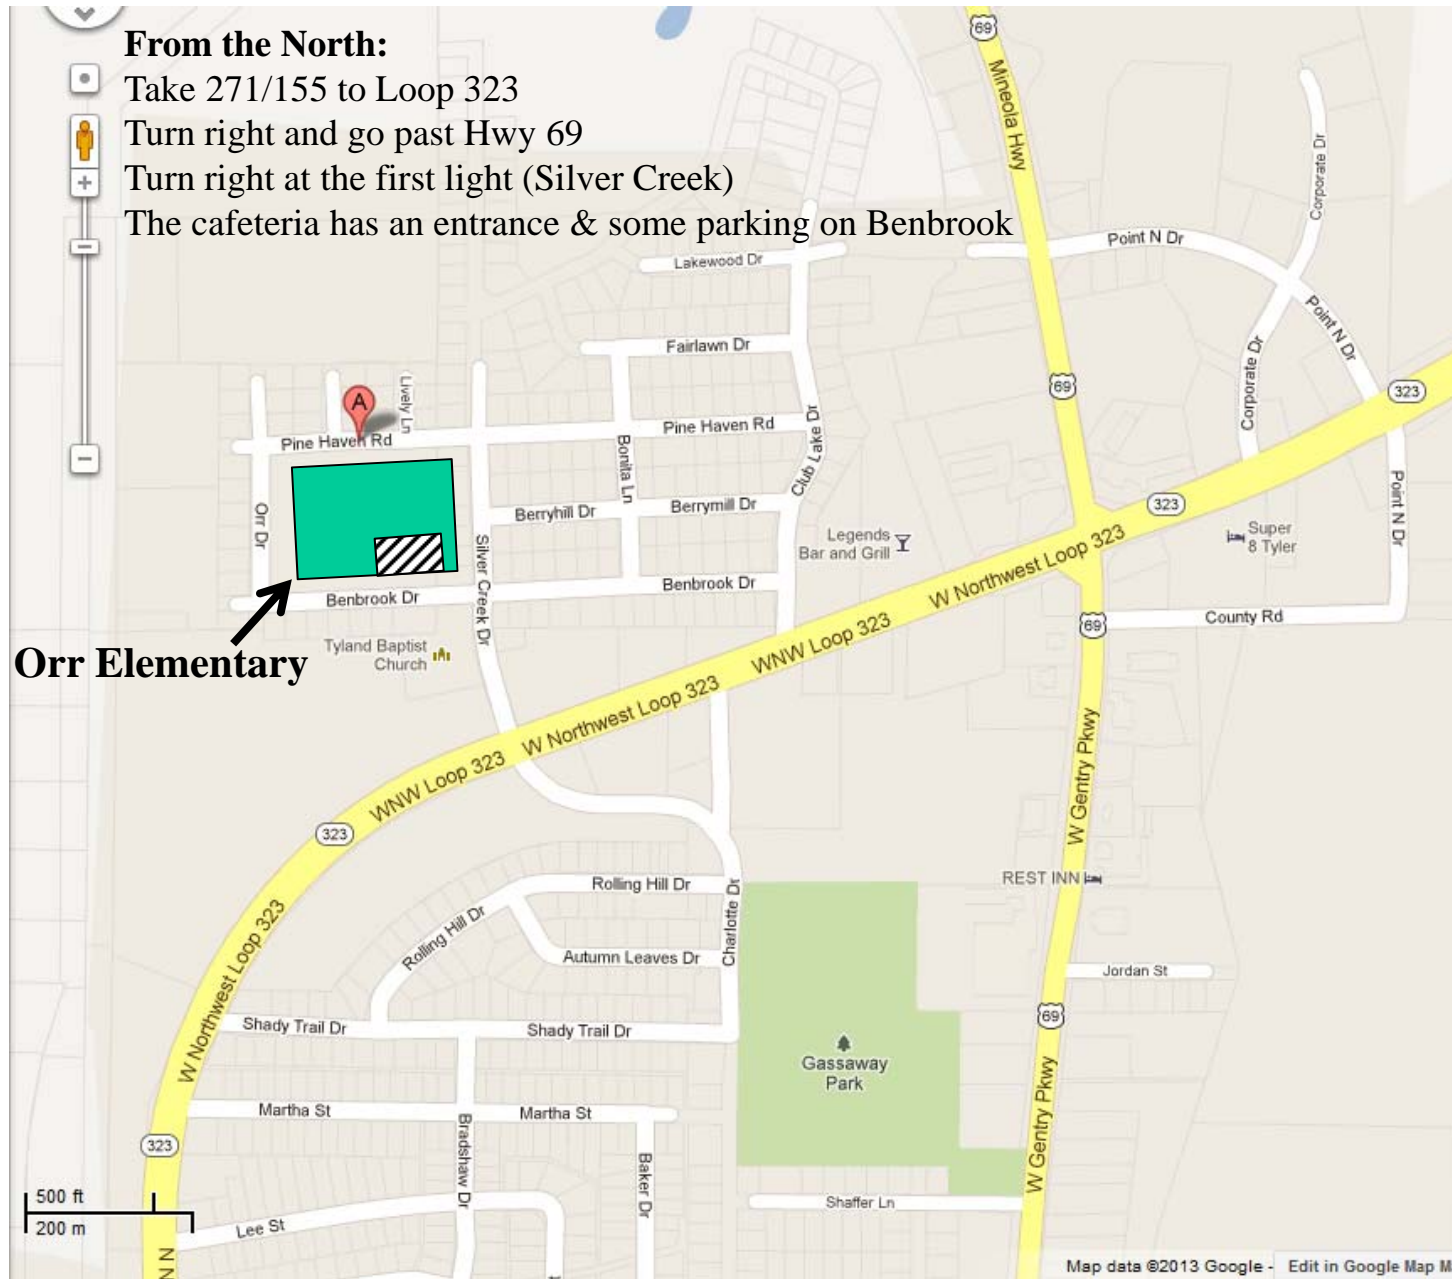 From the North:
Take 271/155 to Loop 323
Turn right and go past Hwy 69
Turn right at the first light (Silver Creek)
The cafeteria has an entrance & some parking on Benbrook
69
Mineola Hwy
Corporate Dr
Point N Dr
Lakewood Dr
Point N Dr
Fairlawn Dr
Corporate Dr
69
323
Lively Ln
A
Pine Haven Rd
Pine Haven Rd
Bonita Ln
Club Lake Dr
Orr Dr
Berryhill Dr
Berrymill Dr
323
Point N Dr
Silver Creek Dr
Legends
Bar and Grill
Super
8 Tyler
W Northwest Loop 323
Benbrook Dr
Benbrook Dr
69
County Rd
WNW Loop 323
Tyland Baptist
Church
Orr Elementary
W Northwest Loop 323
WNW Loop 323
W Gentry Pkwy
323
Rolling Hill Dr
REST INN
Charlotte Dr
Rolling Hill Dr
W Northwest Loop 323
Autumn Leaves Dr
Jordan St
69
Shady Trail Dr
Shady Trail Dr
Gassaway
Park
Martha St
Martha St
W Gentry Pkwy
323
Bradshaw Dr
Baker Dr
500 ft
200 m
Lee St
Shaffer Ln
NN
Map data ©2013 Google -
Edit in Google Map M